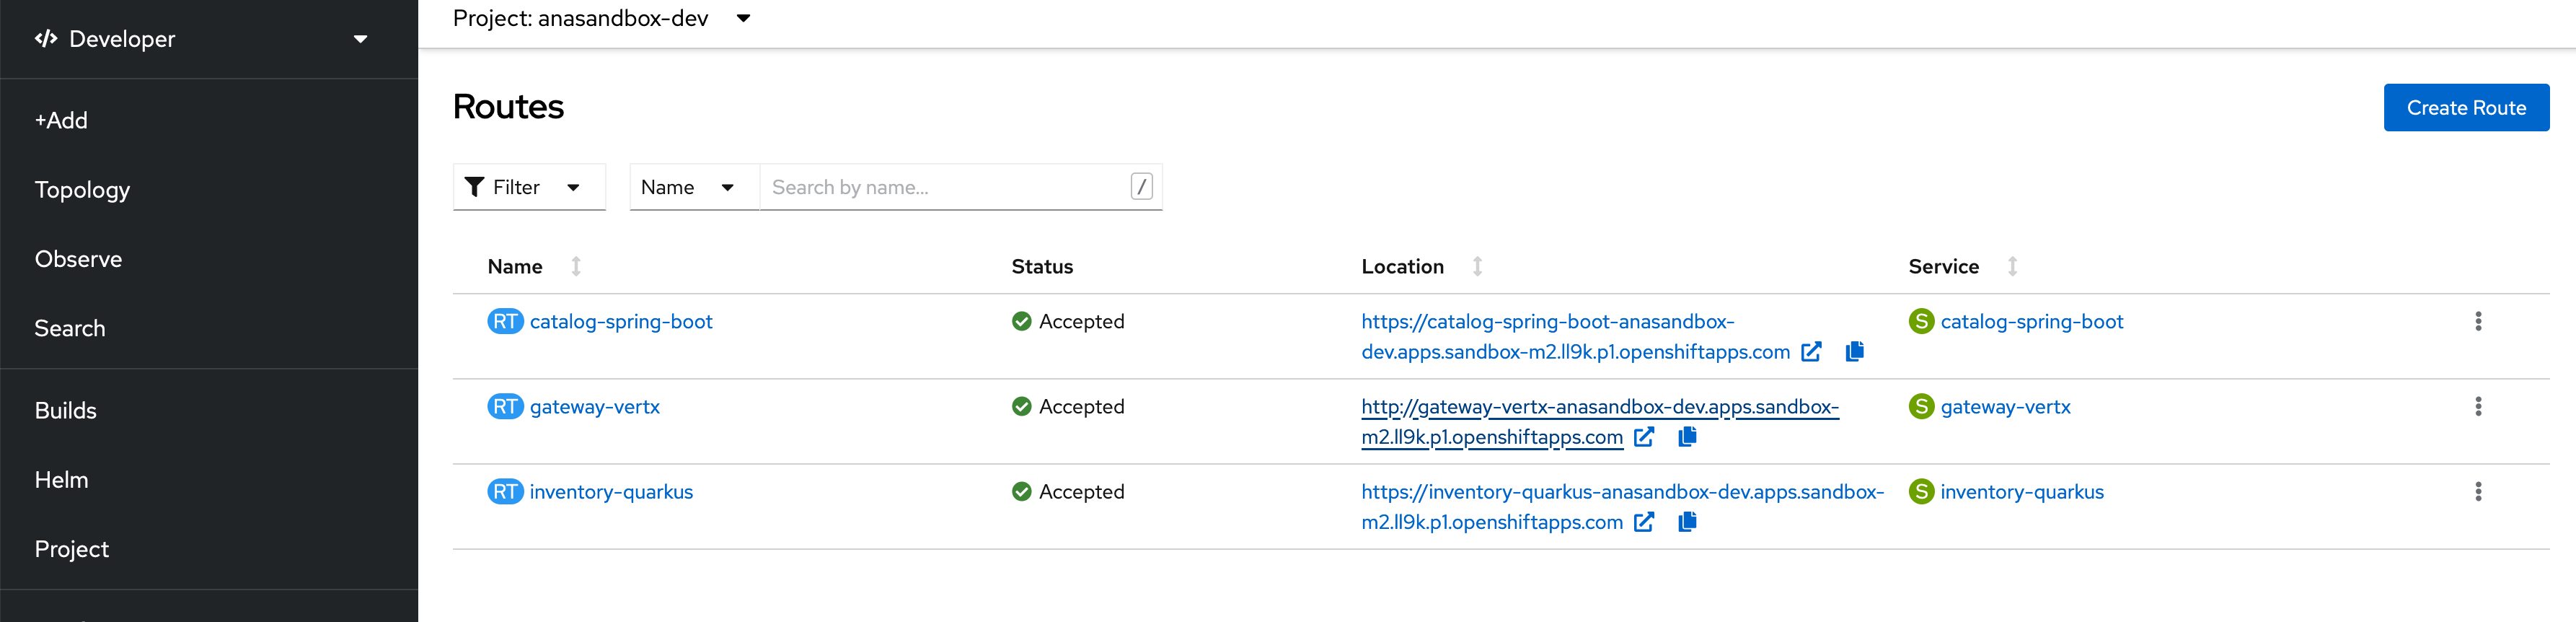 Project: anasandbox-dev
Developer
+Add
Topology
Observe
Search
Builds
Helm
Project
Routes
Create Route
Filter
Name
Search by name...
/
Name Status Location Service
RT catalog-spring-boot Accepted https://catalog-spring-boot-anasandbox- S catalog-spring-boot
dev.apps.sandbox-m2.ll9k.p1.openshiftapps.com
RT gateway-vertx Accepted http://gateway-vertx-anasandbox-dev.apps.sandbox- S gateway-vertx
m2.ll9k.p1.openshiftapps.com
RT inventory-quarkus Accepted https://inventory-quarkus-anasandbox-dev.apps.sandbox- S inventory-quarkus
m2.ll9k.p1.openshiftapps.com